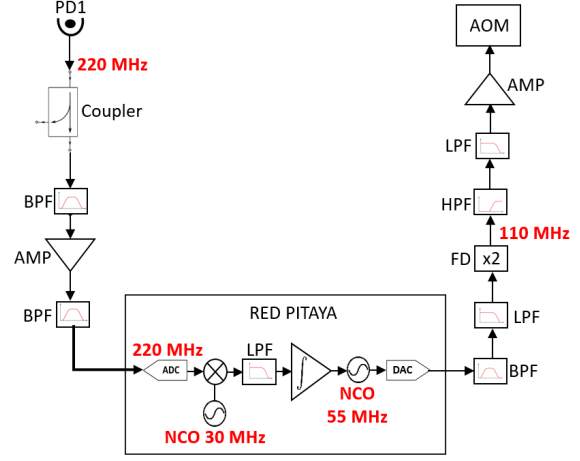 PD1
220 MHz
Coupler
BPF
AMP
BPF
RED PITAYA
220 MHz
ADC
NCO 30 MHz
LPF
∫
NCO
55 MHz
DAC
BPF
LPF
FD
x2
110 MHz
HPF
LPF
AMP
AOM